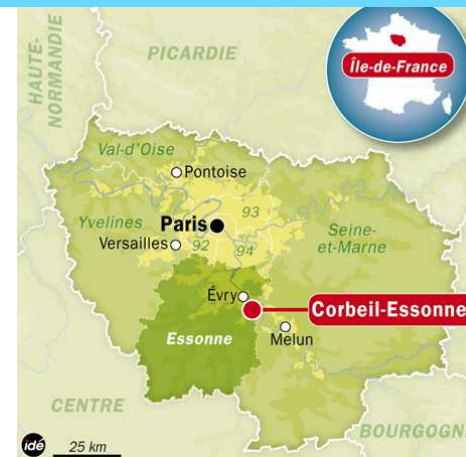 HAUTE-
NORMANDIE
PICARDIE
Île-de-France
Val-d'Oise
Pontoise
Yvelines
Paris
93
Versailles
92
94
Seine-
et-Marne
Évry
Corbeil-Essonne
Essonne
Melun
CENTRE
BOURGOGN
idé
25 km